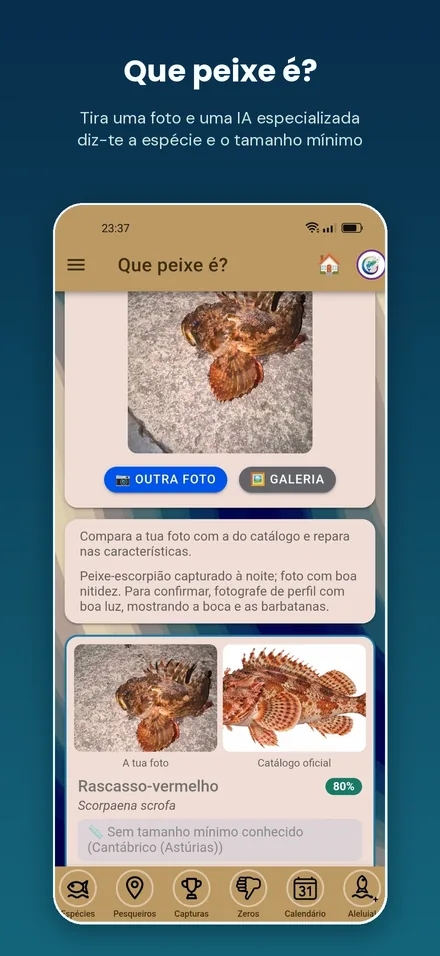 Que peixe é?
Tira uma foto e uma IA especializada
diz-te a espécie e o tamanho mínimo
23:37
Que peixe é?
OUTRA FOTO
GALERIA
Compara a tua foto com a do catálogo e repara
nas características.
Peixe-escorpião capturado à noite; foto com boa
nitidez. Para confirmar, fotografe de perfil com
boa luz, mostrando a boca e as barbatanas.
A tua foto
Catálogo oficial
Rascasso-vermelho
80%
Scorpaena scrofa
Sem tamanho mínimo conhecido
(Cantábrico (Astúrias))
31
Espécies
Pesqueiros
Capturas
Zeros
Calendário
Aleluia!